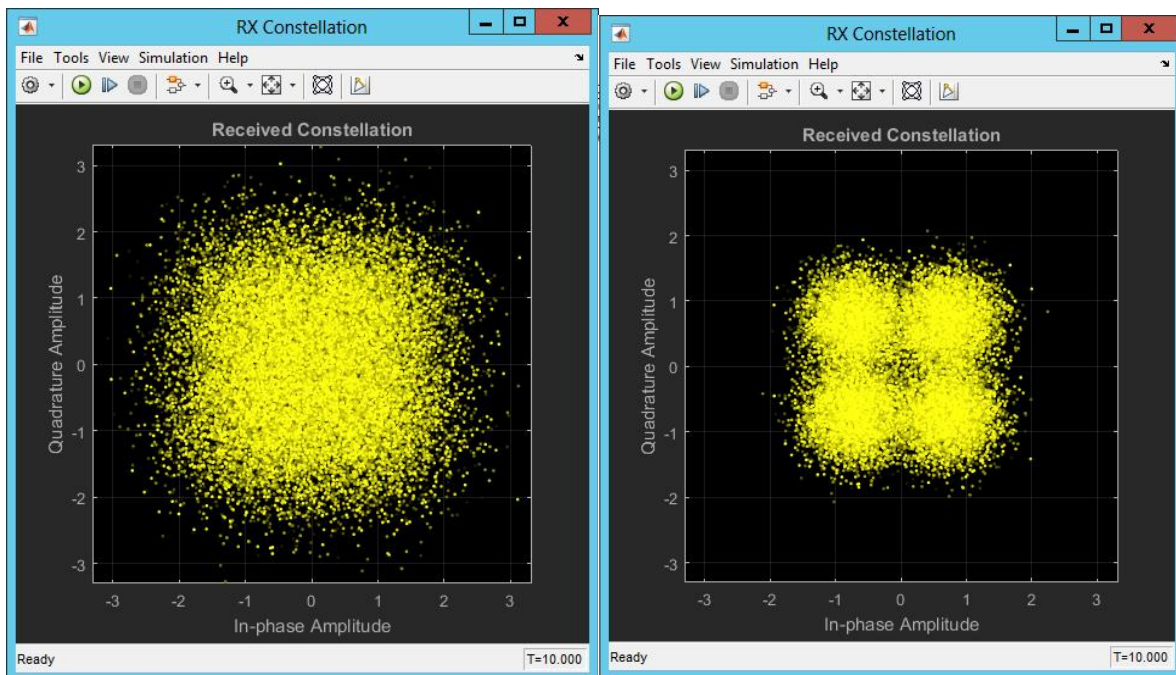 RX Constellation
File Tools View Simulation Help
Received Constellation
3
2
1
0
-1
-2
-3
Quadrature Amplitude
-3 -2 -1 0 1 2 3
In-phase Amplitude
Ready T=10.000
RX Constellation
File Tools View Simulation Help
Received Constellation
3
2
1
0
-1
-2
-3
Quadrature Amplitude
-3 -2 -1 0 1 2 3
In-phase Amplitude
Ready T=10.000